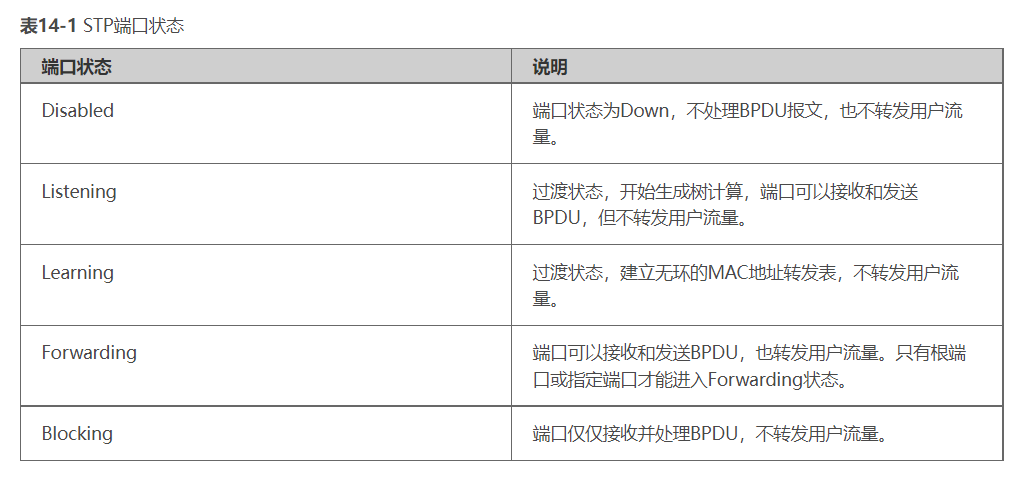 表14-1 STP端口状态
端口状态
说明
Disabled
端口状态为Down，不处理BPDU报文，也不转发用户流
量。
Listening
过渡状态，开始生成树计算，端口可以接收和发送
BPDU，但不转发用户流量。
Learning
过渡状态，建立无环的MAC地址转发表，不转发用户流
量。
Forwarding
端口可以接收和发送BPDU，也转发用户流量。只有根端
口或指定端口才能进入Forwarding状态。
Blocking
端口仅仅接收并处理BPDU，不转发用户流量。